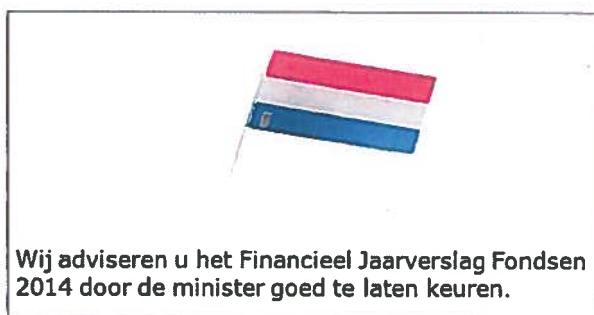 Wij adviseren u het Financieel Jaarverslag Fondsen
2014 door de minister goed te laten keuren.